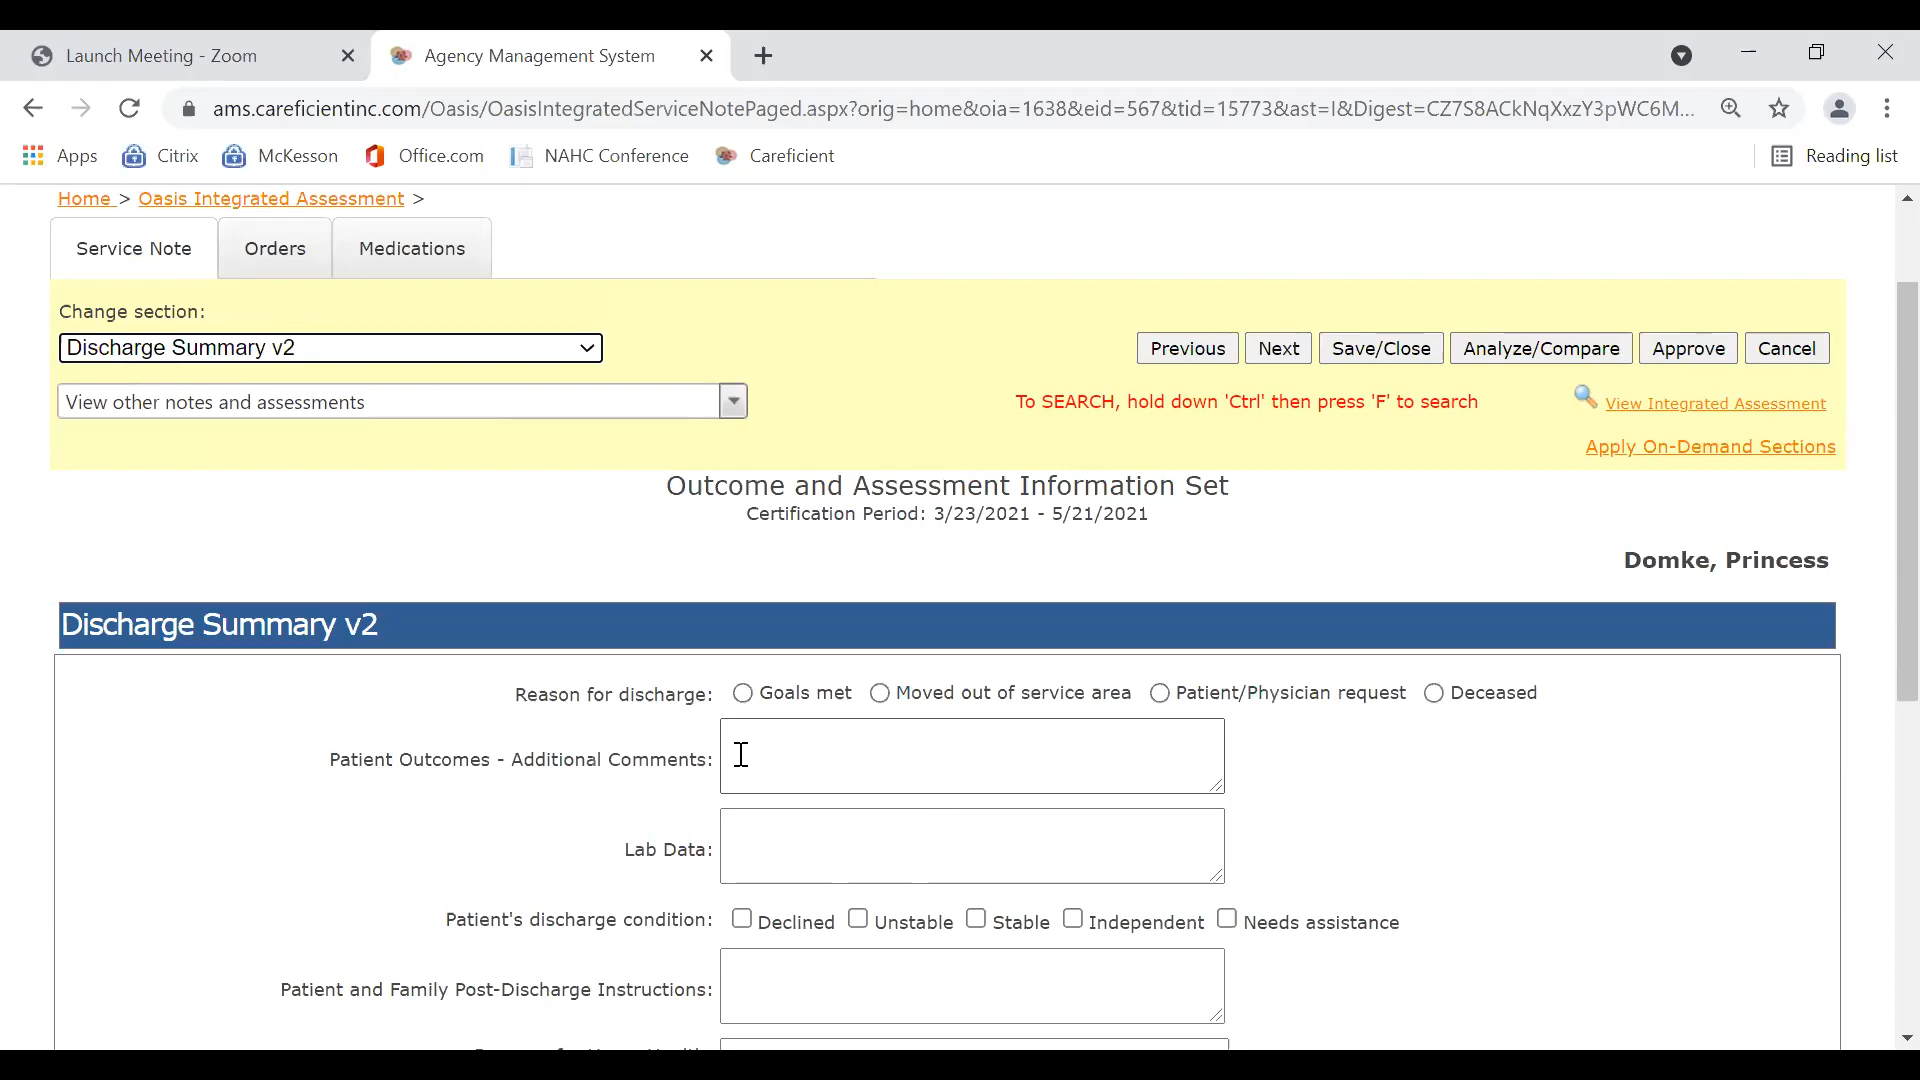 Launch Meeting - Zoom
Agency Management System
ams.careficientinc.com/Oasis/OasisIntegratedServiceNotePaged.aspx?orig=home&oia=1638&eid=567&tid=15773&ast=I&Digest=CZ7S8ACkNqXxzY3pWC6M...
Apps
Citrix
McKesson
Office.com
NAHC Conference
Careficient
Reading list
Home > Oasis Integrated Assessment >
Service Note
Orders
Medications
Change section:
Discharge Summary v2
Previous
Next
Save/Close
Analyze/Compare
Approve
Cancel
View other notes and assessments
To SEARCH, hold down 'Ctrl' then press 'F' to search
View Integrated Assessment
Apply On-Demand Sections
Outcome and Assessment Information Set
Certification Period: 3/23/2021 - 5/21/2021
Domke, Princess
Discharge Summary v2
Reason for discharge: Goals met Moved out of service area Patient/Physician request Deceased
Patient Outcomes - Additional Comments:
Lab Data:
Patient's discharge condition: Declined Unstable Stable Independent Needs assistance
Patient and Family Post-Discharge Instructions: